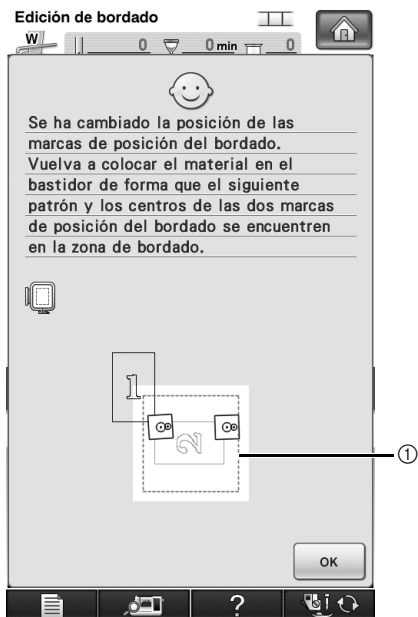 Edición de bordado
W
0 0 min 0
Se ha cambiado la posición de las
marcas de posición del bordado.
Vuelva a colocar el material en el
bastidor de forma que el siguiente
patrón y los centros de las dos marcas
de posición del bordado se encuentren
en la zona de bordado.
1
2
①
OK
?